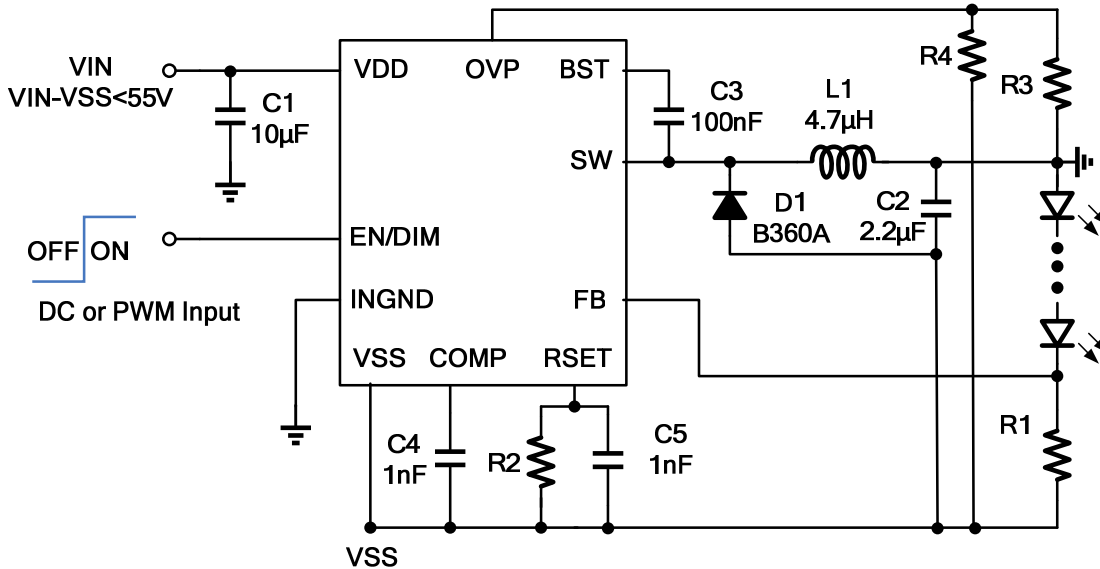 VIN
VIN-VSS<55V
C1
10µF
OFF
ON
DC or PWM Input
VDD
OVP
BST
SW
EN/DIM
INGND
FB
VSS
COMP
RSET
C3
100nF
L1
4.7µH
D1
B360A
C2
2.2µF
R4
R3
R1
C4
1nF
R2
C5
1nF
VSS